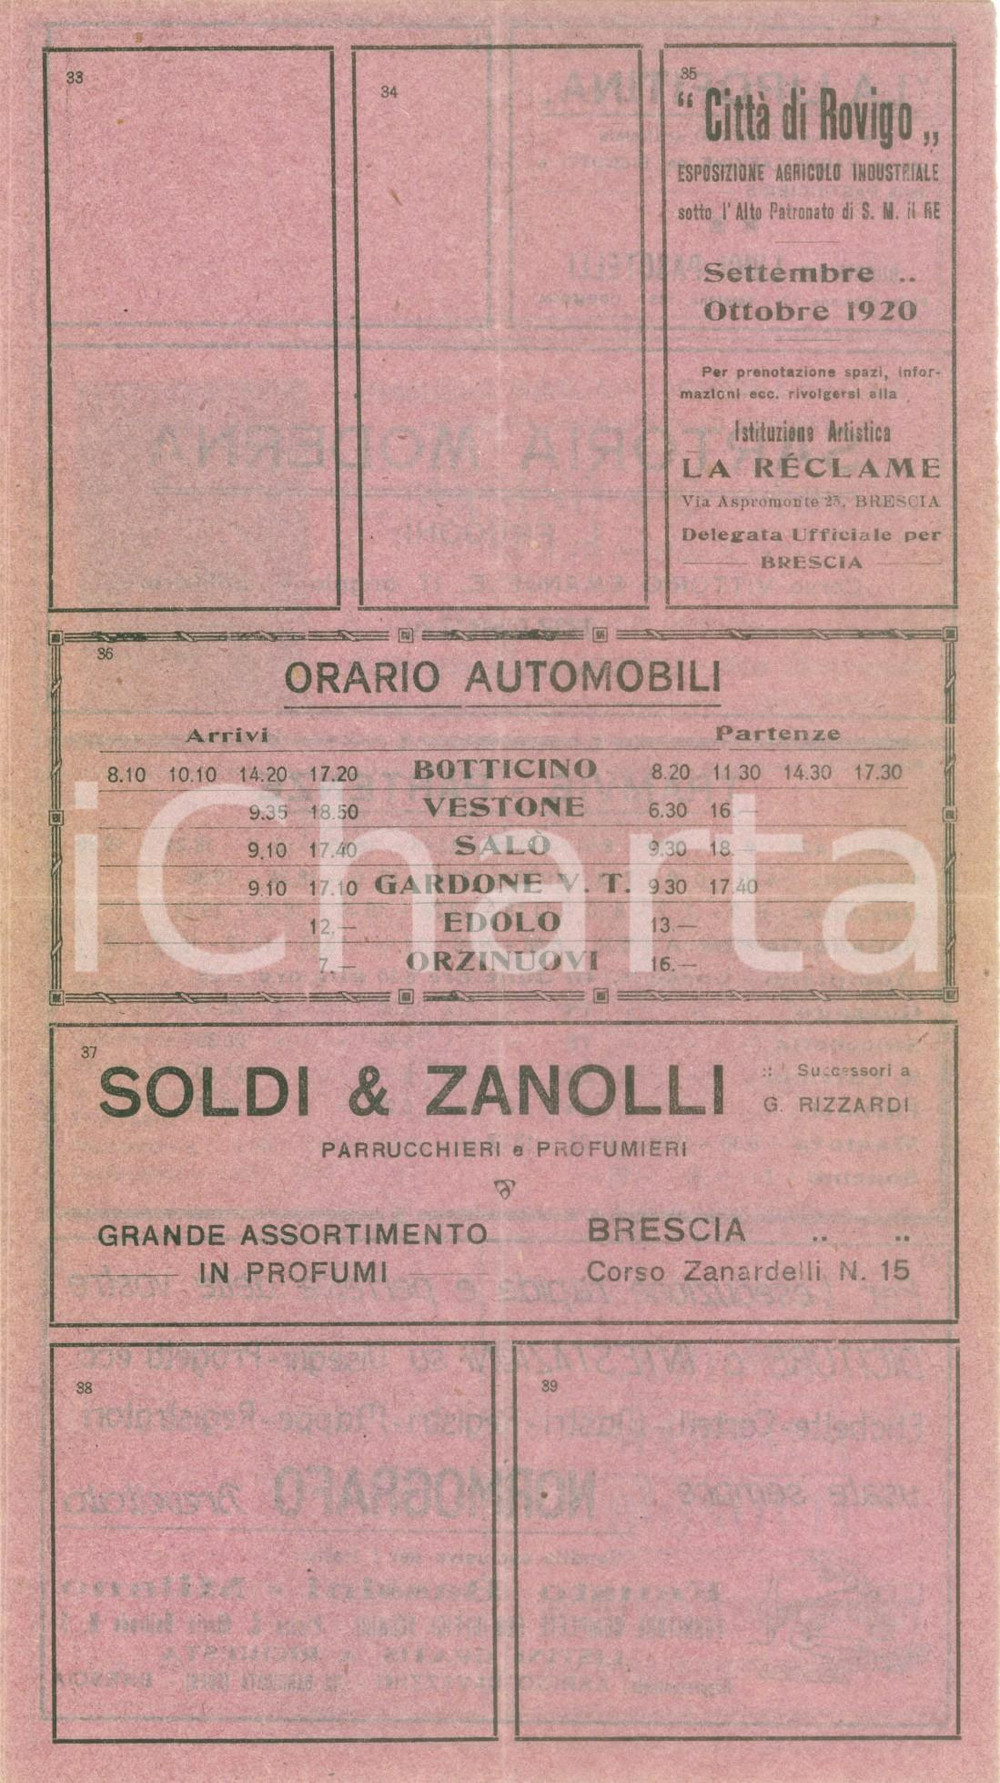 33
34
35
“ Città di Rovigo „
ESPOSIZIONE AGRICOLO INDUSTRIALE
sotto l' Alto Patronato di S. M. il RE
Settembre ..
Ottobre 1920
Per prenotazione spazi, infor-
mazioni ecc. rivolgersi alla
Istituzione Artistica
LA RÉCLAME
Via Aspromonte 25, BRESCIA
Delegata Ufficiale per
BRESCIA
36
ORARIO AUTOMOBILI
Arrivi Partenze
8.10 10.10 14.20 17.20 BOTTICINO 8.20 11 30 14.30 17.30
9.35 18.50 VESTONE 6.30 16.—
9.10 17.40 SALÒ 9.30 18.—
9.10 17.10 GARDONE V. T. 9 30 17.40
12.— EDOLO 13.—
7.— ORZINUOVI 16.—
iCharta
37
SOLDI & ZANOLLI :: Successori a
G. RIZZARDI
PARRUCCHIERI e PROFUMIERI
GRANDE ASSORTIMENTO BRESCIA .. ..
IN PROFUMI Corso Zanardelli N. 15
38
39